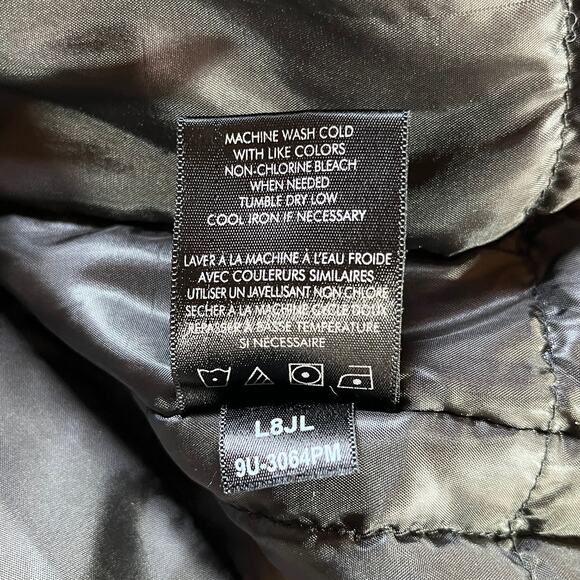 MACHINE WASH COLD
WITH LIKE COLORS
NON-CHLORINE BLEACH
WHEN NEEDED
TUMBLE DRY LOW
COOL IRON IF NECESSARY
LAVER À LA MACHINE À L'EAU FROIDE
AVEC COULEURS SIMILAIRES
UTILISER UN JAVELLISANT NON CHLORÉ
SECHER À LA MACHINE CYCLE DOUX
REPASSER À BASSE TEMPÉRATURE
SI NÉCESSAIRE
L8JL
9U-3064PM